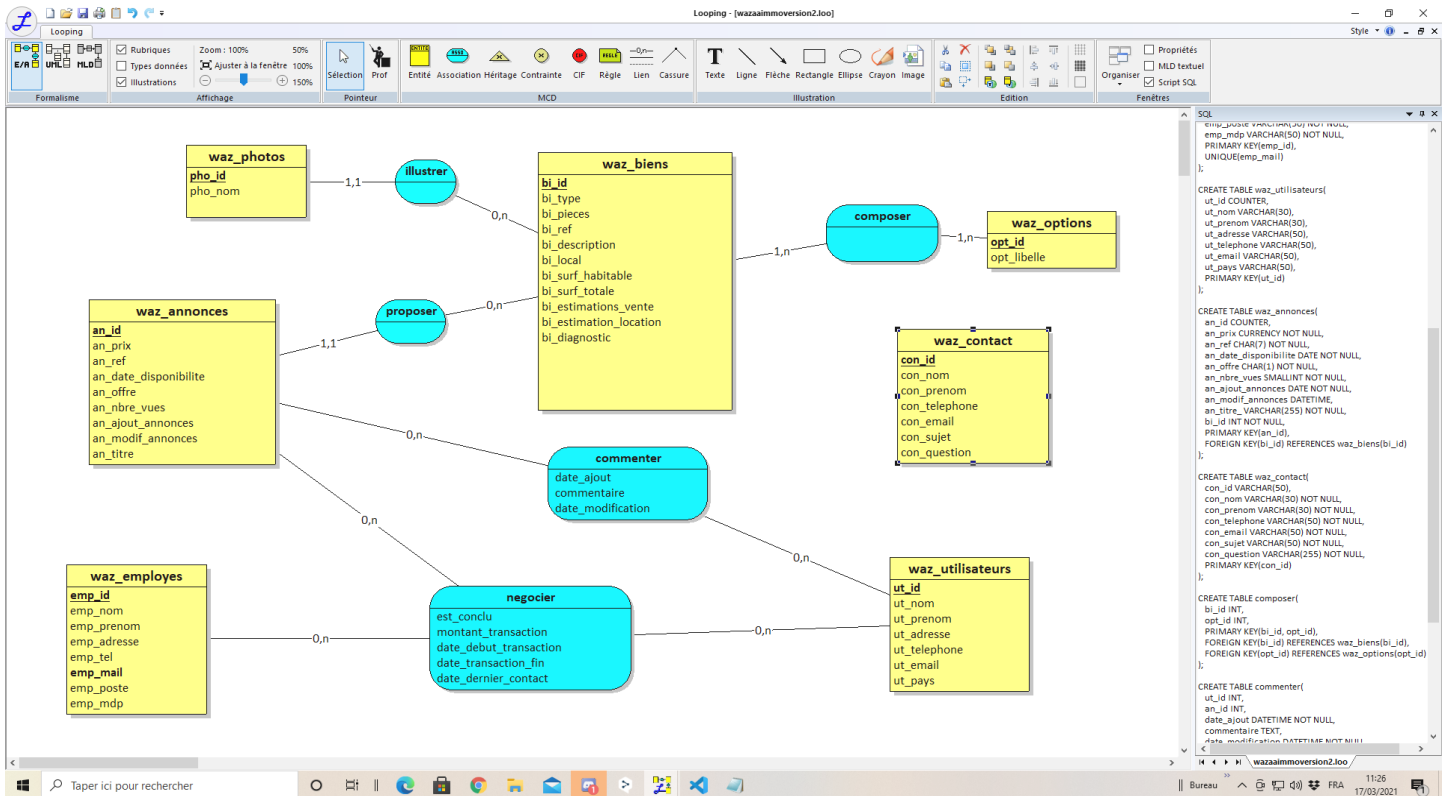 Looping - [wazaaimmoversion2.loo]
Looping
Style
E/A UML MLD
Formalisme
Rubriques
Types données
Illustrations
Zoom : 100% 50%
Ajuster à la fenêtre 100%
150%
Affichage
Sélection Prof
Pointeur
Entité Association Héritage Contrainte CIF Règle Lien Cassure
MCD
Texte Ligne Flèche Rectangle Ellipse Crayon Image
Illustration
Edition
Organiser
Propriétés
MLD textuel
Script SQL
Fenêtres
waz_photos
pho_id
pho_nom
1,1
illustrer
0,n
waz_biens
bi_id
bi_type
bi_pieces
bi_ref
bi_description
bi_local
bi_surf_habitable
bi_surf_totale
bi_estimations_vente
bi_estimation_location
bi_diagnostic
1,n
composer
1,n
waz_options
opt_id
opt_libelle
waz_annonces
an_id
an_prix
an_ref
an_date_disponibilite
an_offre
an_nbre_vues
an_ajout_annonces
an_modif_annonces
an_titre
1,1
proposer
0,n
waz_contact
con_id
con_nom
con_prenom
con_telephone
con_email
con_sujet
con_question
0,n
commenter
date_ajout
commentaire
date_modification
0,n
0,n
waz_employes
emp_id
emp_nom
emp_prenom
emp_adresse
emp_tel
emp_mail
emp_poste
emp_mdp
0,n
negocier
est_conclu
montant_transaction
date_debut_transaction
date_transaction_fin
date_dernier_contact
0,n
waz_utilisateurs
ut_id
ut_nom
ut_prenom
ut_adresse
ut_telephone
ut_email
ut_pays
SQL
emp_poste VARCHAR(50) NOT NULL,
emp_mdp VARCHAR(50) NOT NULL,
PRIMARY KEY(emp_id),
UNIQUE(emp_mail)
);
CREATE TABLE waz_utilisateurs(
ut_id COUNTER,
ut_nom VARCHAR(30),
ut_prenom VARCHAR(30),
ut_adresse VARCHAR(50),
ut_telephone VARCHAR(50),
ut_email VARCHAR(50),
ut_pays VARCHAR(50),
PRIMARY KEY(ut_id)
);
CREATE TABLE waz_annonces(
an_id COUNTER,
an_prix CURRENCY NOT NULL,
an_ref CHAR(7) NOT NULL,
an_date_disponibilite DATE NOT NULL,
an_offre CHAR(1) NOT NULL,
an_nbre_vues SMALLINT NOT NULL,
an_ajout_annonces DATE NOT NULL,
an_modif_annonces DATETIME,
an_titre_ VARCHAR(255) NOT NULL,
bi_id INT NOT NULL,
PRIMARY KEY(an_id),
FOREIGN KEY(bi_id) REFERENCES waz_biens(bi_id)
);
CREATE TABLE waz_contact(
con_id VARCHAR(50),
con_nom VARCHAR(30) NOT NULL,
con_prenom VARCHAR(30) NOT NULL,
con_telephone VARCHAR(50) NOT NULL,
con_email VARCHAR(50) NOT NULL,
con_sujet VARCHAR(50) NOT NULL,
con_question VARCHAR(255) NOT NULL,
PRIMARY KEY(con_id)
);
CREATE TABLE composer(
bi_id INT,
opt_id INT,
PRIMARY KEY(bi_id, opt_id),
FOREIGN KEY(bi_id) REFERENCES waz_biens(bi_id),
FOREIGN KEY(opt_id) REFERENCES waz_options(opt_id)
);
CREATE TABLE commenter(
ut_id INT,
an_id INT,
date_ajout DATETIME NOT NULL,
commentaire TEXT,
date_modification DATETIME NOT NULL
wazaaimmoversion2.loo
Taper ici pour rechercher
Bureau
FRA
11:26
17/03/2021